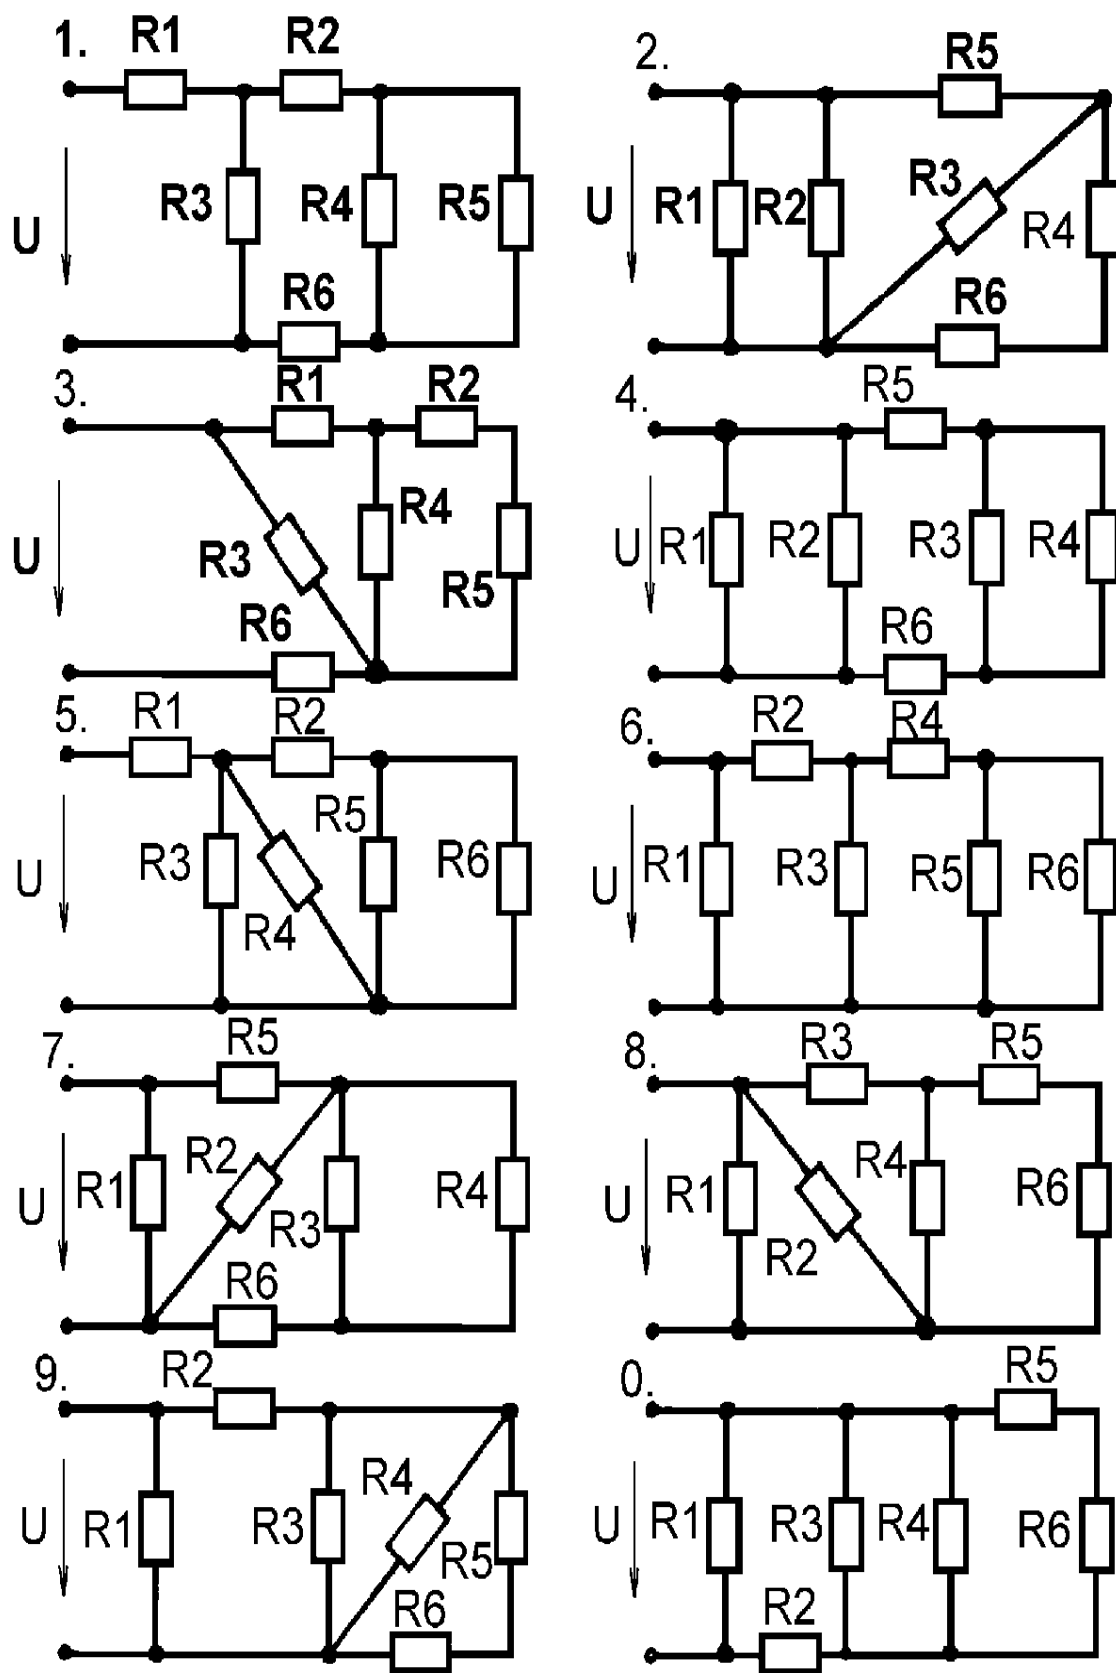 1. R1 R2
R3 R4 R5
U
R6
2. R5
R3
U R1 R2 R4
R6
3. R1 R2
R4
U R3 R5
R6
4. R5
U R1 R2 R3 R4
R6
5. R1 R2
R5
U R3 R6
R4
6. R2 R4
U R1 R3 R5 R6
7. R5
R2
U R1 R3 R4
R6
8. R3 R5
R4
U R1 R6
R2
9. R2
R4
U R1 R3 R5
R6
0. R5
U R1 R3 R4 R6
R2